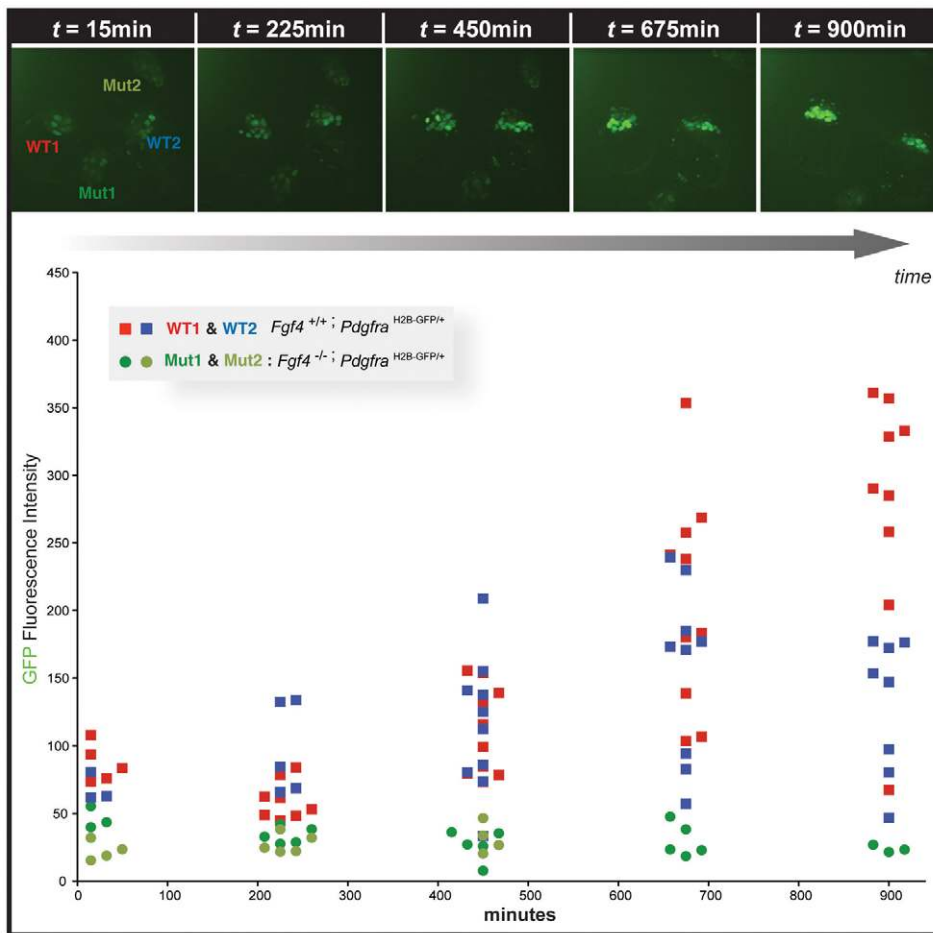 t = 15min t = 225min t = 450min t = 675min t = 900min
Mut2
WT1 WT2
Mut1
time
450
400
350
300
250
200
150
100
50
0
GFP Fluorescence Intensity
WT1 & WT2 Fgf4 +/+ ; Pdgfra H2B-GFP/+
Mut1 & Mut2 : Fgf4 -/- ; Pdgfra H2B-GFP/+
0 100 200 300 400 500 600 700 800 900
minutes